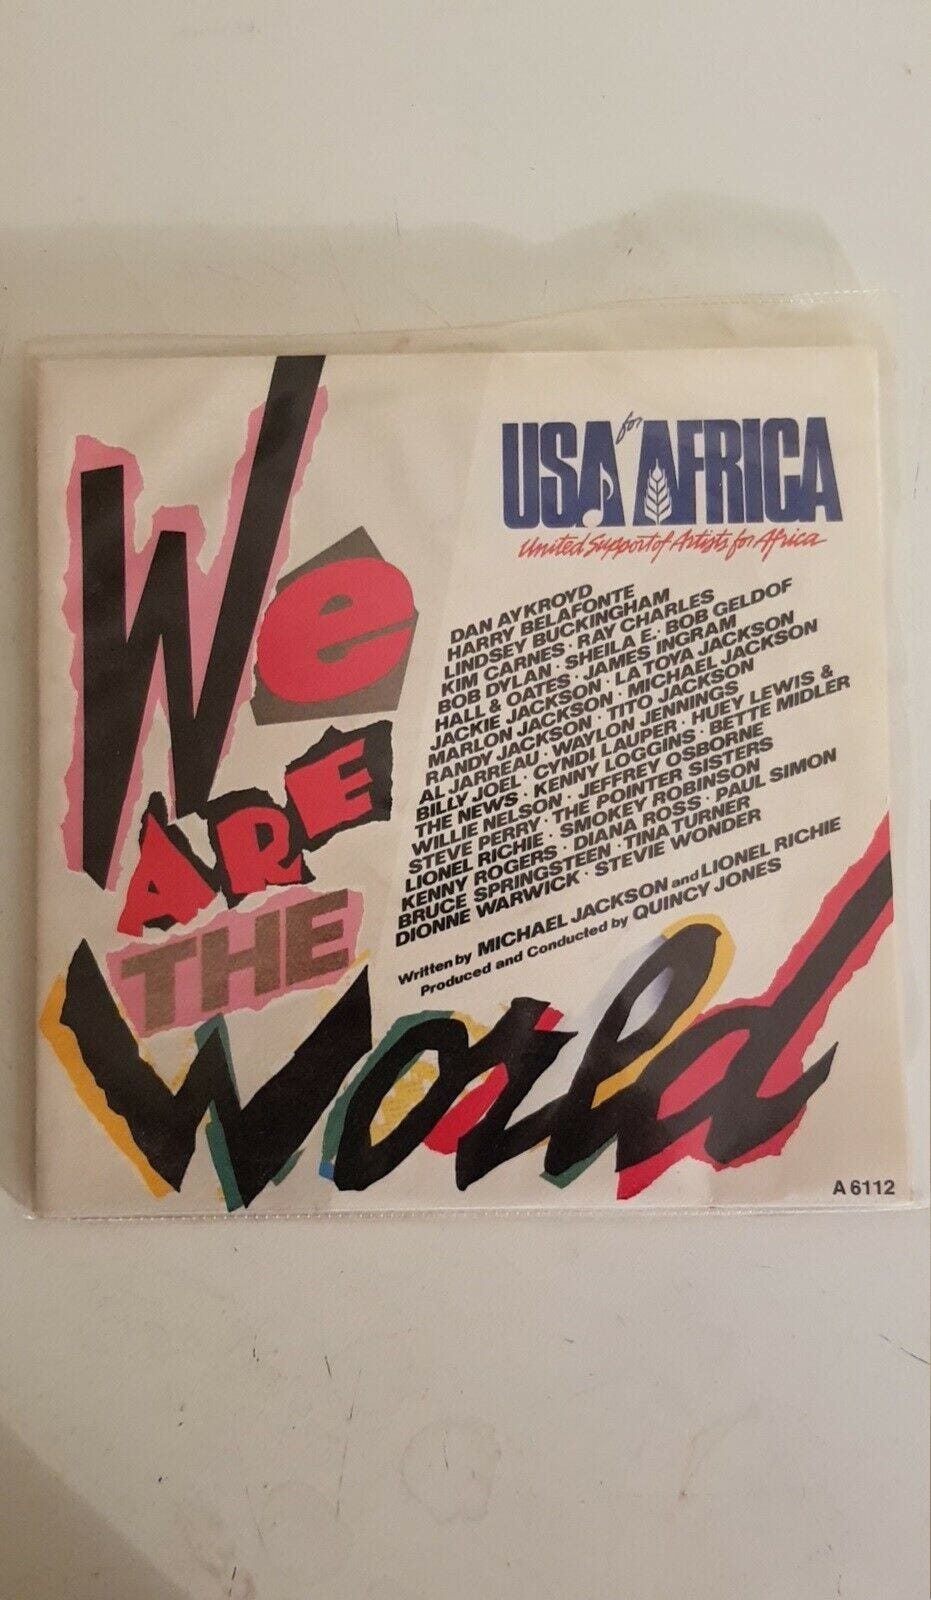 We
ARE
THE
World
USA for AFRICA
United Support of Artists for Africa
DAN AYKROYD
HARRY BELAFONTE
LINDSEY BUCKINGHAM
KIM CARNES · RAY CHARLES
BOB DYLAN · SHEILA E. · BOB GELDOF
HALL & OATES · JAMES INGRAM
JACKIE JACKSON · LA TOYA JACKSON
MARLON JACKSON · MICHAEL JACKSON
RANDY JACKSON · TITO JACKSON
AL JARREAU · WAYLON JENNINGS
BILLY JOEL · CYNDI LAUPER · HUEY LEWIS &
THE NEWS · KENNY LOGGINS · BETTE MIDLER
WILLIE NELSON · JEFFREY OSBORNE
STEVE PERRY · THE POINTER SISTERS
LIONEL RICHIE · SMOKEY ROBINSON
KENNY ROGERS · DIANA ROSS · PAUL SIMON
BRUCE SPRINGSTEEN · TINA TURNER
DIONNE WARWICK · STEVIE WONDER
Written by MICHAEL JACKSON and LIONEL RICHIE
Produced and Conducted by QUINCY JONES
A 6112